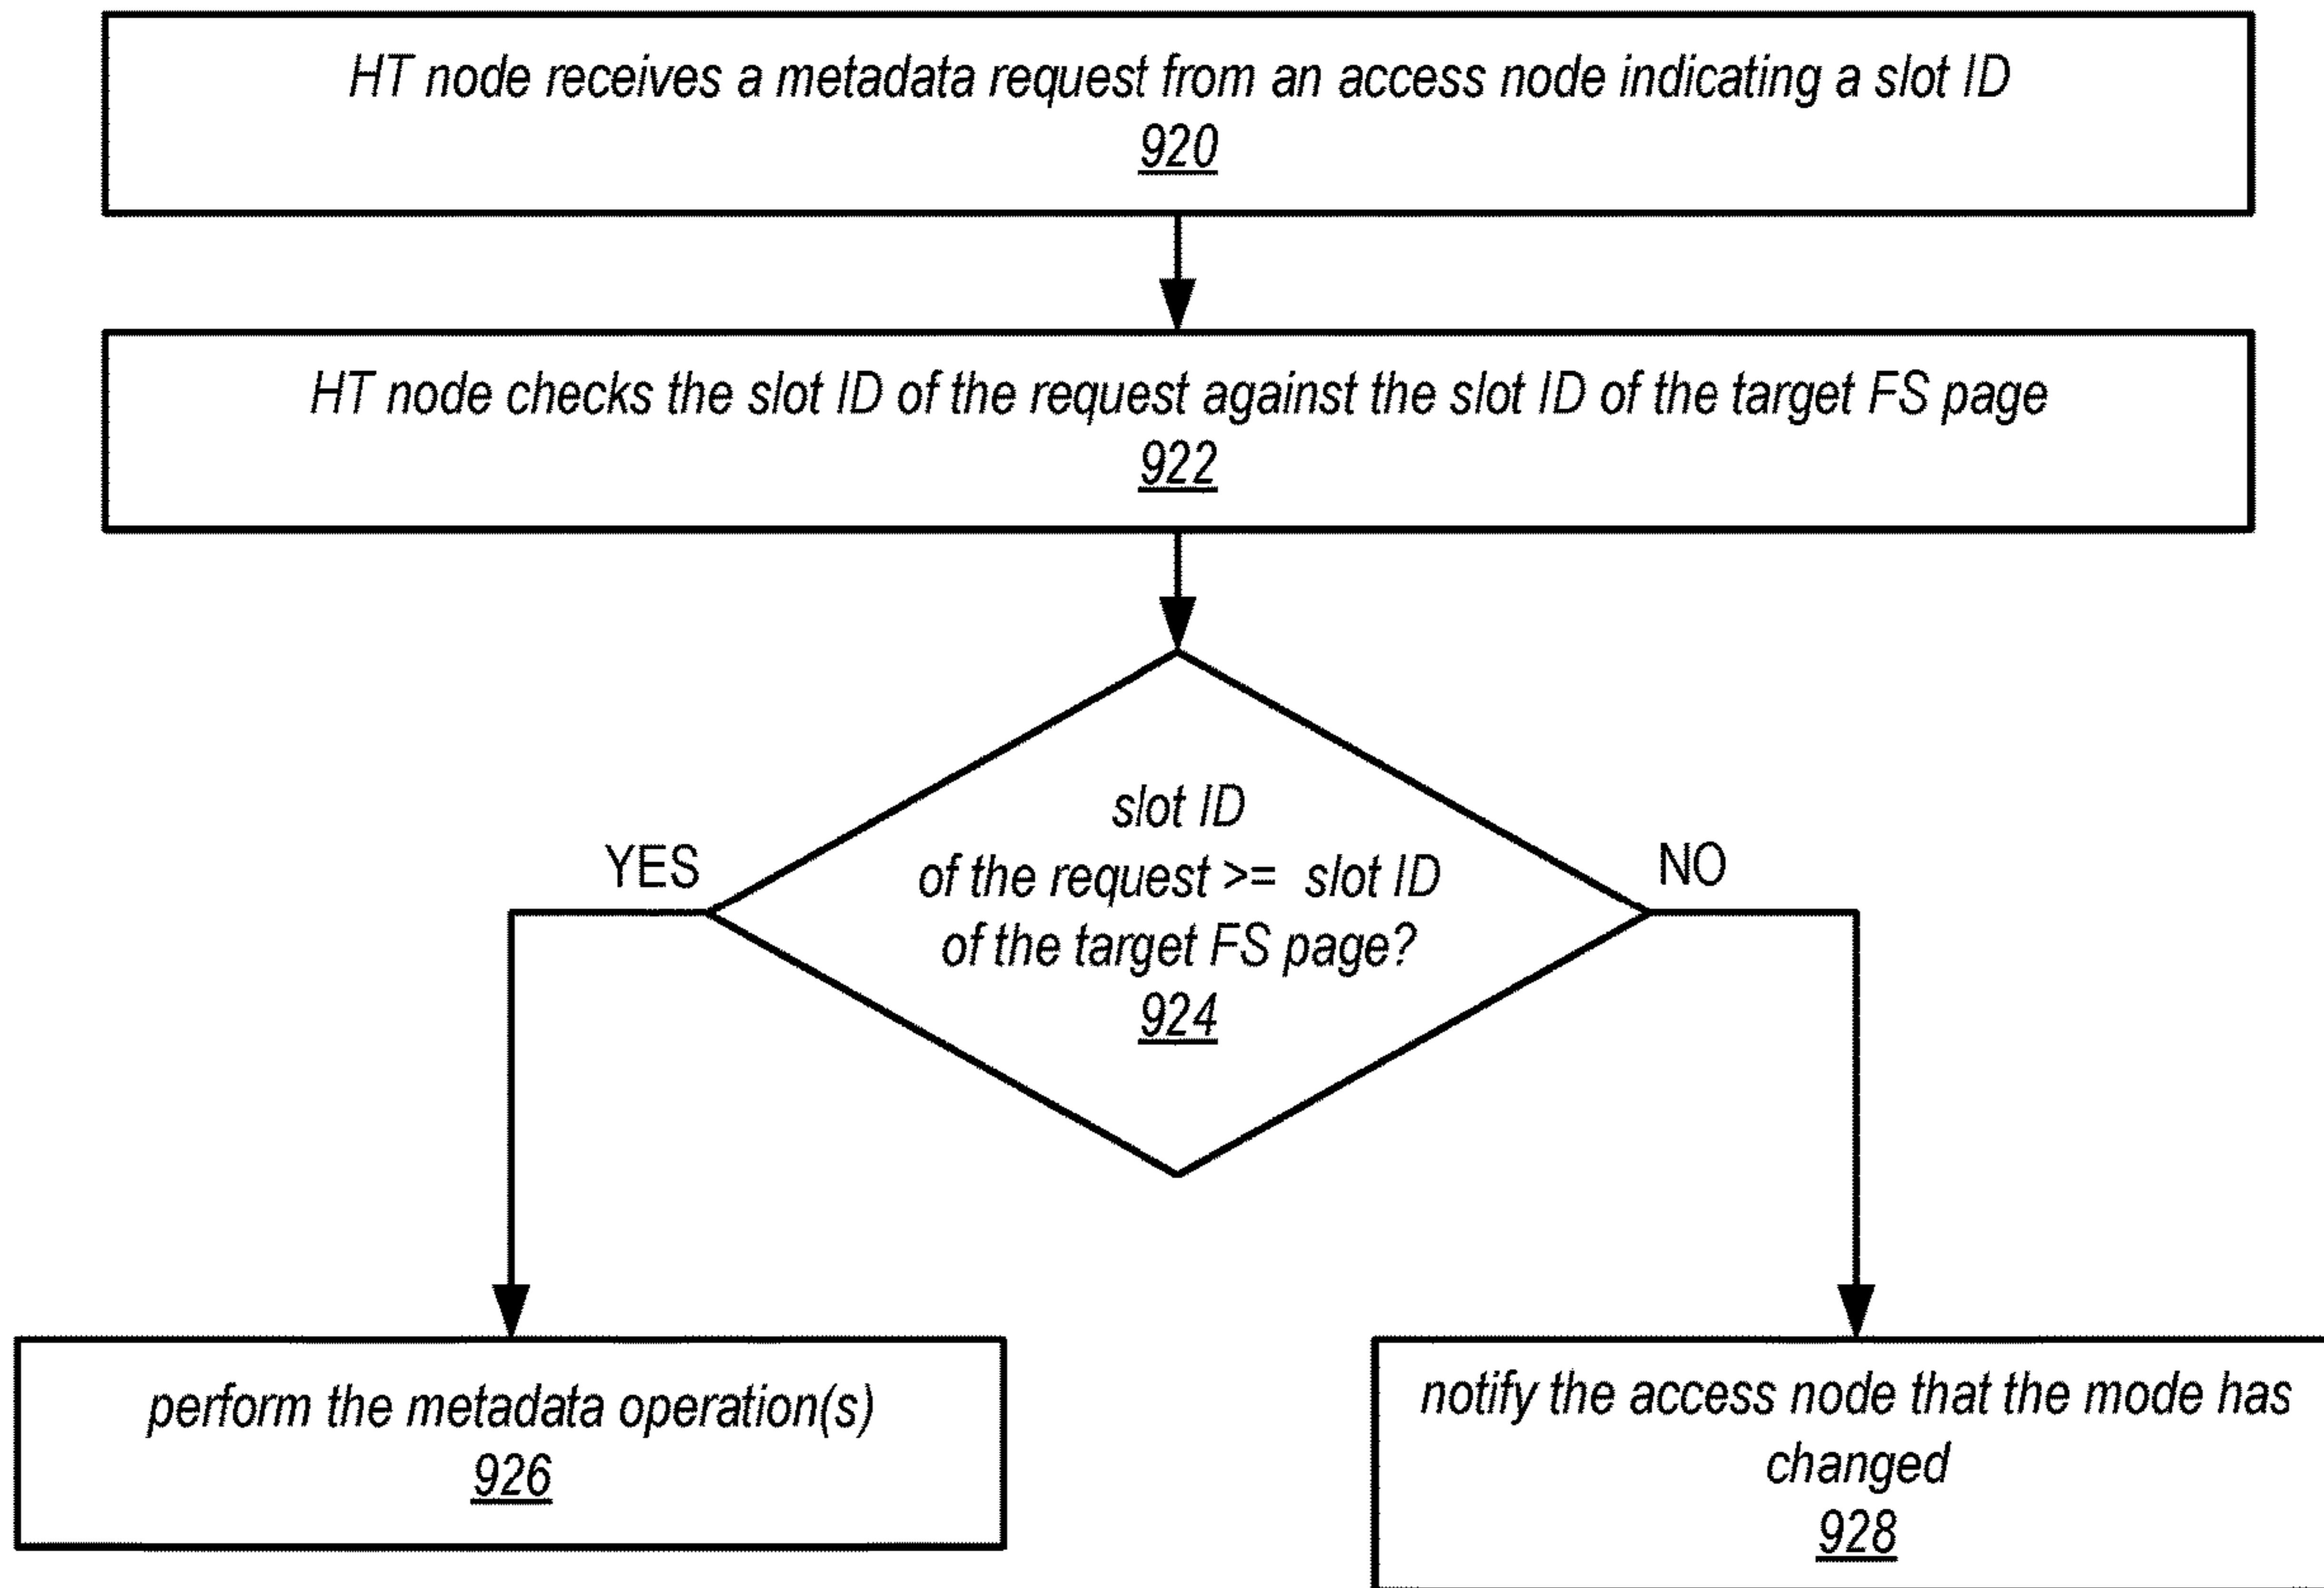 HT node receives a metadata request from an access node indicating a slot ID
920
HT node checks the slot ID of the request against the slot ID of the target FS page
922
slot ID
of the request >= slot ID
of the target FS page?
924
YES
NO
perform the metadata operation(s)
926
notify the access node that the mode has
changed
928